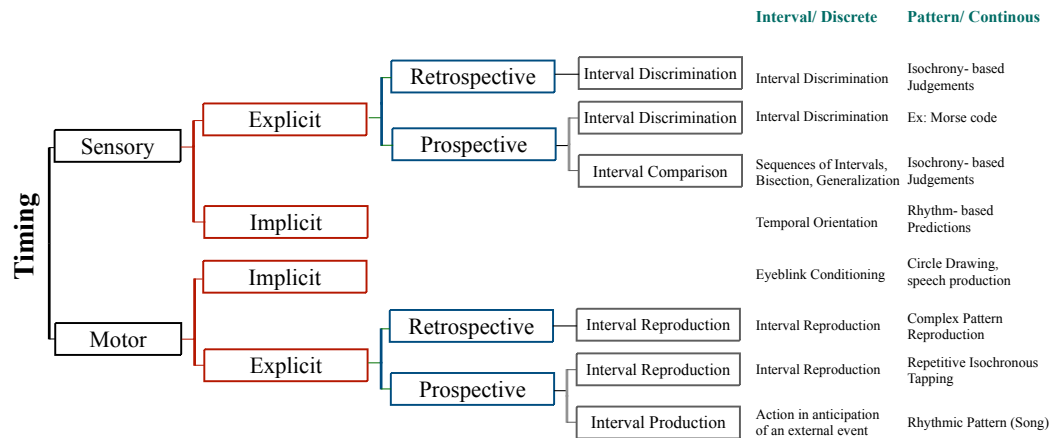 Interval/ Discrete
Pattern/ Continous
Retrospective
Interval Discrimination
Interval Discrimination
Isochrony- based
Judgements
Explicit
Interval Discrimination
Interval Discrimination
Ex: Morse code
Sensory
Prospective
Interval Comparison
Sequences of Intervals,
Bisection, Generalization
Isochrony- based
Judgements
Implicit
Temporal Orientation
Rhythm- based
Predictions
Timing
Implicit
Eyeblink Conditioning
Circle Drawing,
speech production
Motor
Retrospective
Interval Reproduction
Interval Reproduction
Complex Pattern
Reproduction
Explicit
Interval Reproduction
Interval Reproduction
Repetitive Isochronous
Tapping
Prospective
Interval Production
Action in anticipation
of an external event
Rhythmic Pattern (Song)